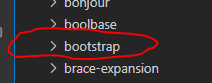 bonjour
> boolbase
> bootstrap
> brace-expansion